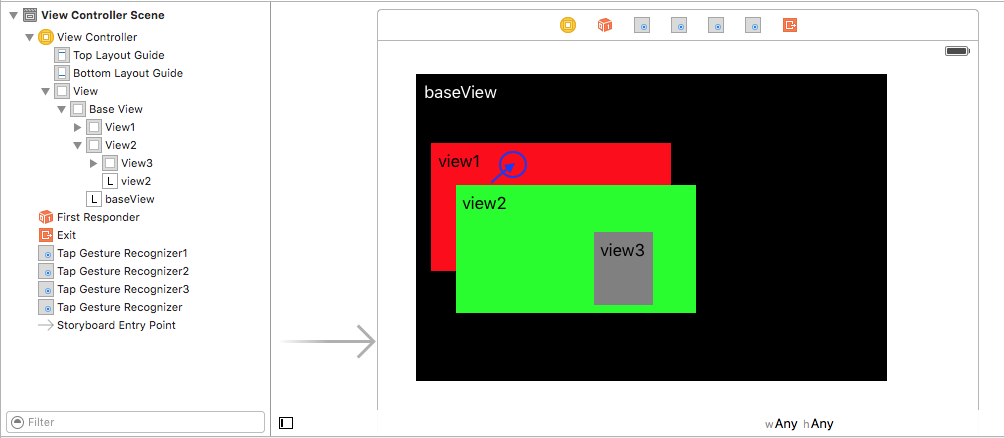 View Controller Scene
View Controller
Top Layout Guide
Bottom Layout Guide
View
Base View
View1
View2
View3
L view2
L baseView
First Responder
Exit
Tap Gesture Recognizer1
Tap Gesture Recognizer2
Tap Gesture Recognizer3
Tap Gesture Recognizer
Storyboard Entry Point
Filter
baseView
view1
view2
view3
wAny hAny